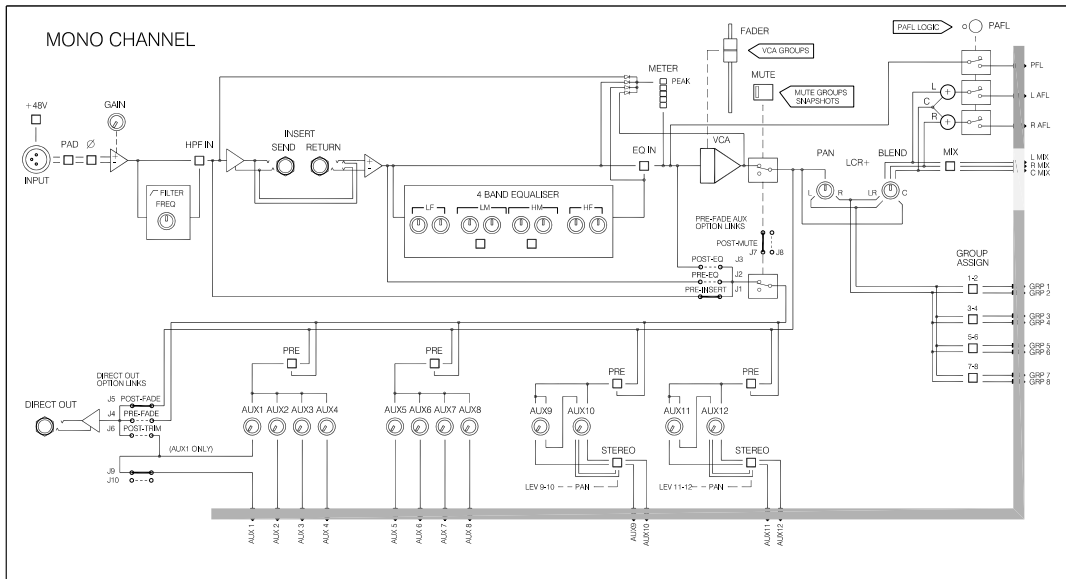 MONO CHANNEL
PAFL LOGIC
PAFL
FADER
VCA GROUPS
METER
PEAK
MUTE
MUTE GROUPS
SNAPSHOTS
PFL
L
L AFL
C
R
R AFL
+48V
GAIN
PAD
Ø
HPF IN
INSERT
SEND
RETURN
EQ IN
VCA
PAN
LCR+
BLEND
MIX
L MIX
R MIX
C MIX
INPUT
FILTER
FREQ
4 BAND EQUALISER
LF
LM
HM
HF
L
R
LR
C
PRE-FADE AUX
OPTION LINKS
POST-MUTE
J7
J8
POST-EQ
J3
PRE-EQ
J2
PRE-INSERT
J1
GROUP
ASSIGN
1-2
GRP 1
GRP 2
3-4
GRP 3
GRP 4
5-6
GRP 5
GRP 6
7-8
GRP 7
GRP 8
PRE
PRE
PRE
PRE
DIRECT OUT
OPTION LINKS
J5
POST-FADE
J4
PRE-FADE
J6
POST-TRIM
DIRECT OUT
(AUX1 ONLY)
J9
J10
AUX1
AUX2
AUX3
AUX4
AUX5
AUX6
AUX7
AUX8
AUX9
AUX10
AUX11
AUX12
STEREO
STEREO
LEV 9-10
PAN
LEV 11-12
PAN
AUX 1
AUX 2
AUX 3
AUX 4
AUX 5
AUX 6
AUX 7
AUX 8
AUX9
AUX10
AUX11
AUX12